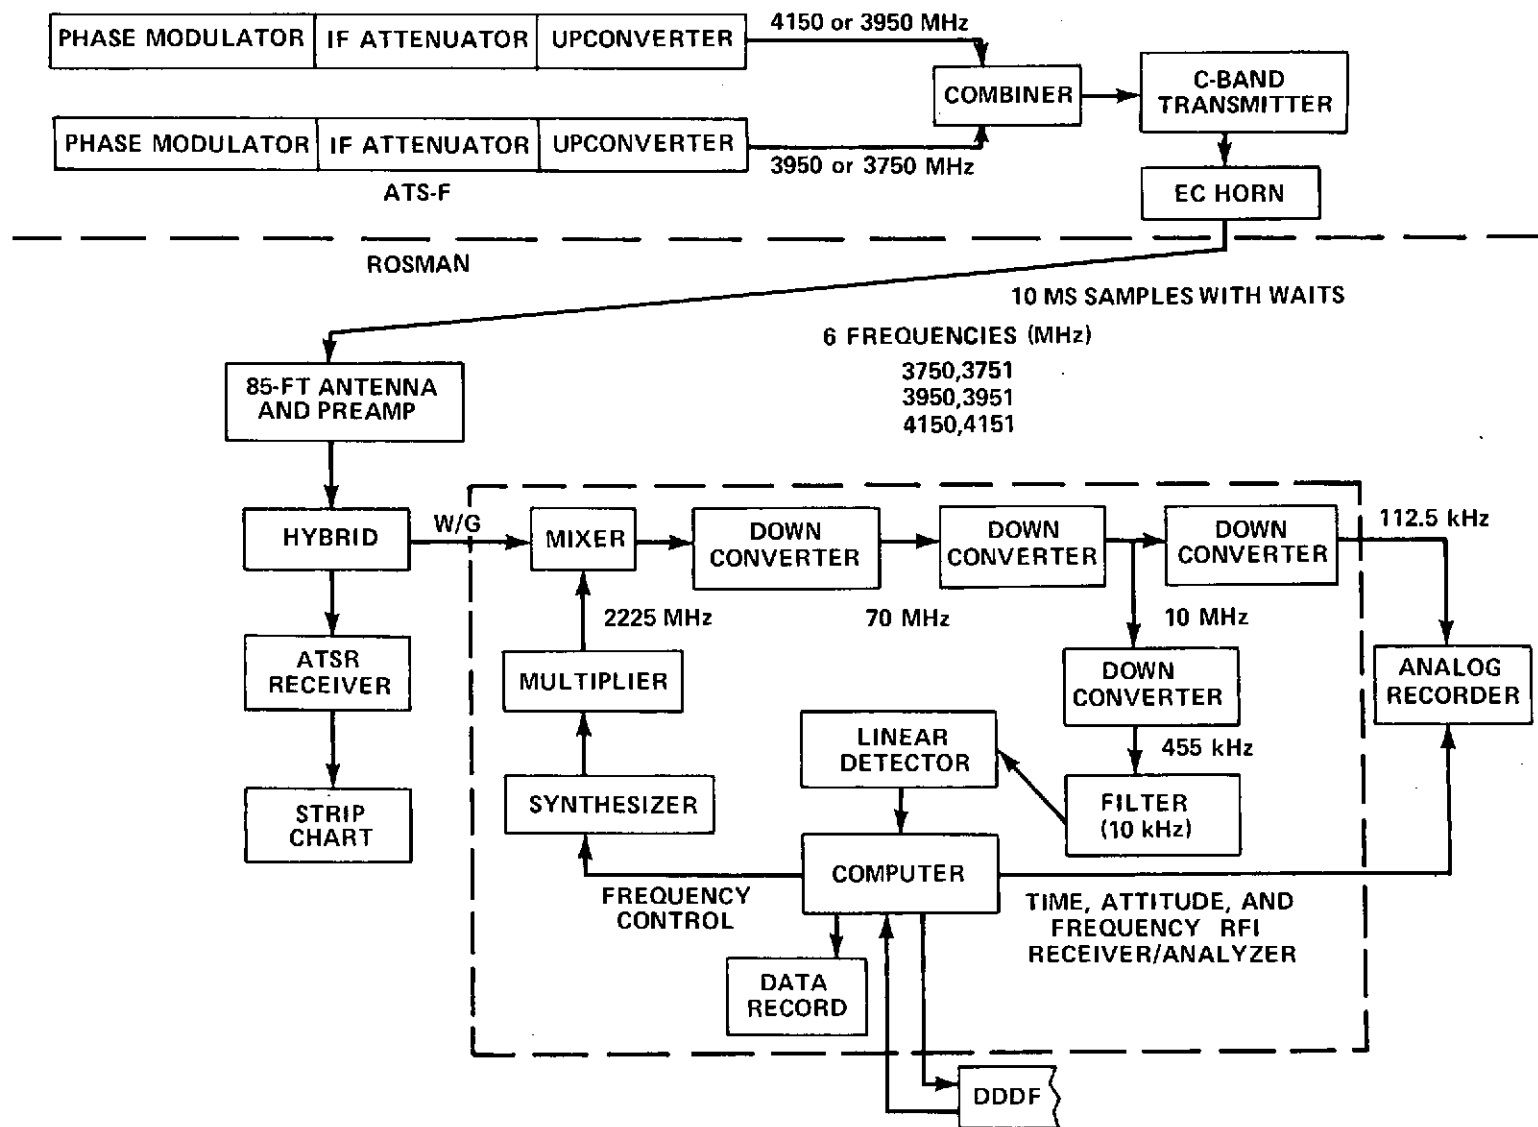 4150 or 3950 MHz
PHASE MODULATOR
IF ATTENUATOR
UPCONVERTER
COMBINER
C-BAND
TRANSMITTER
PHASE MODULATOR
IF ATTENUATOR
UPCONVERTER
3950 or 3750 MHz
ATS-F
EC HORN
ROSMAN
10 MS SAMPLES WITH WAITS
6 FREQUENCIES (MHz)
3750,3751
3950,3951
4150,4151
85-FT ANTENNA
AND PREAMP
HYBRID
W/G
MIXER
DOWN
CONVERTER
DOWN
CONVERTER
DOWN
CONVERTER
112.5 kHz
2225 MHz
70 MHz
10 MHz
ATSR
RECEIVER
MULTIPLIER
DOWN
CONVERTER
ANALOG
RECORDER
LINEAR
DETECTOR
455 kHz
STRIP
CHART
SYNTHESIZER
FILTER
(10 kHz)
COMPUTER
FREQUENCY
CONTROL
TIME, ATTITUDE, AND
FREQUENCY RFI
RECEIVER/ANALYZER
DATA
RECORD
DDDF